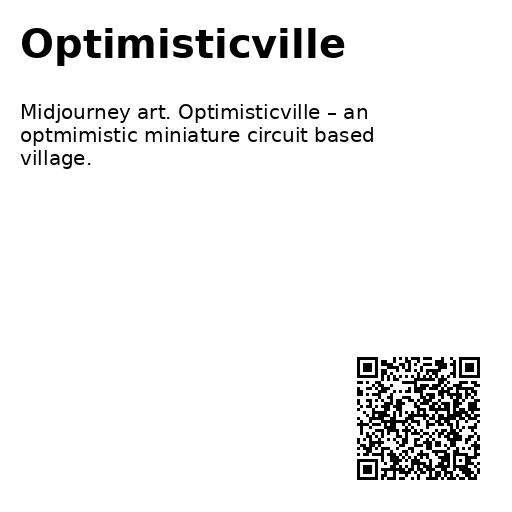 Optimisticville
Midjourney art. Optimisticville – an
optmimistic miniature circuit based
village.